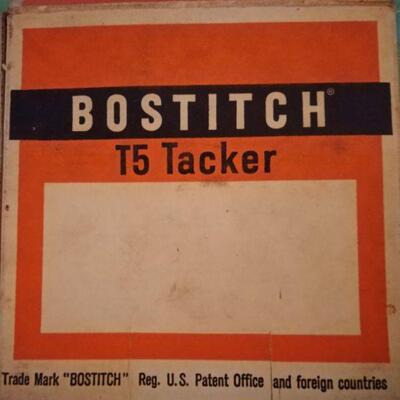 BOSTITCH®
T5 Tacker
Trade Mark "BOSTITCH" Reg. U.S. Patent Office and foreign countries